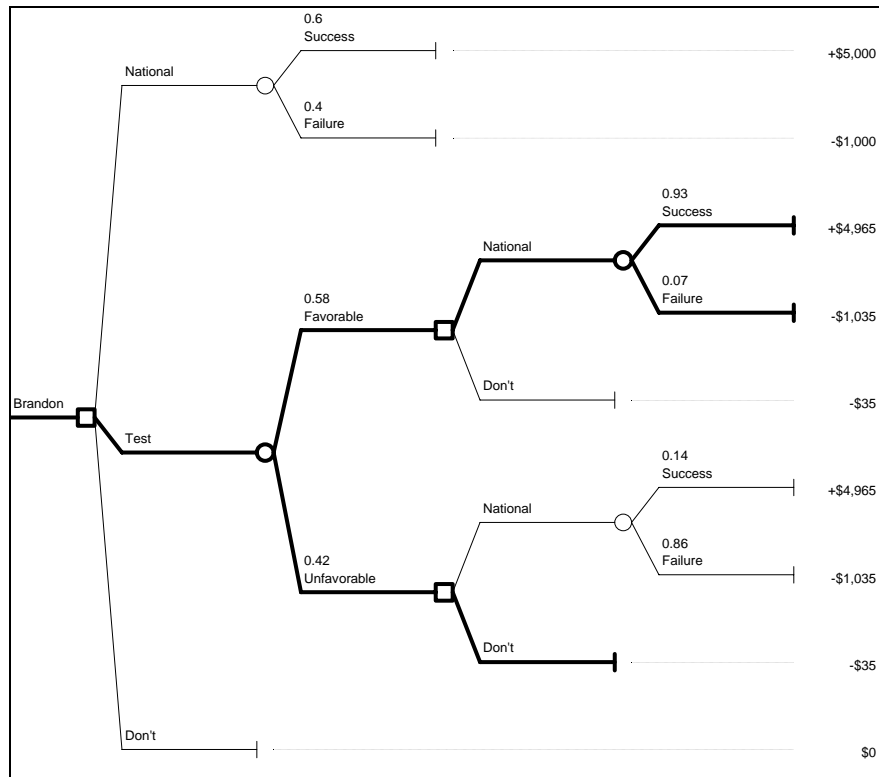 0.6
Success
+$5,000
National
0.4
Failure
-$1,000
0.93
Success
+$4,965
National
0.07
Failure
-$1,035
0.58
Favorable
Don't
-$35
Brandon
Test
0.14
Success
+$4,965
National
0.86
Failure
-$1,035
0.42
Unfavorable
Don't
-$35
Don't
$0